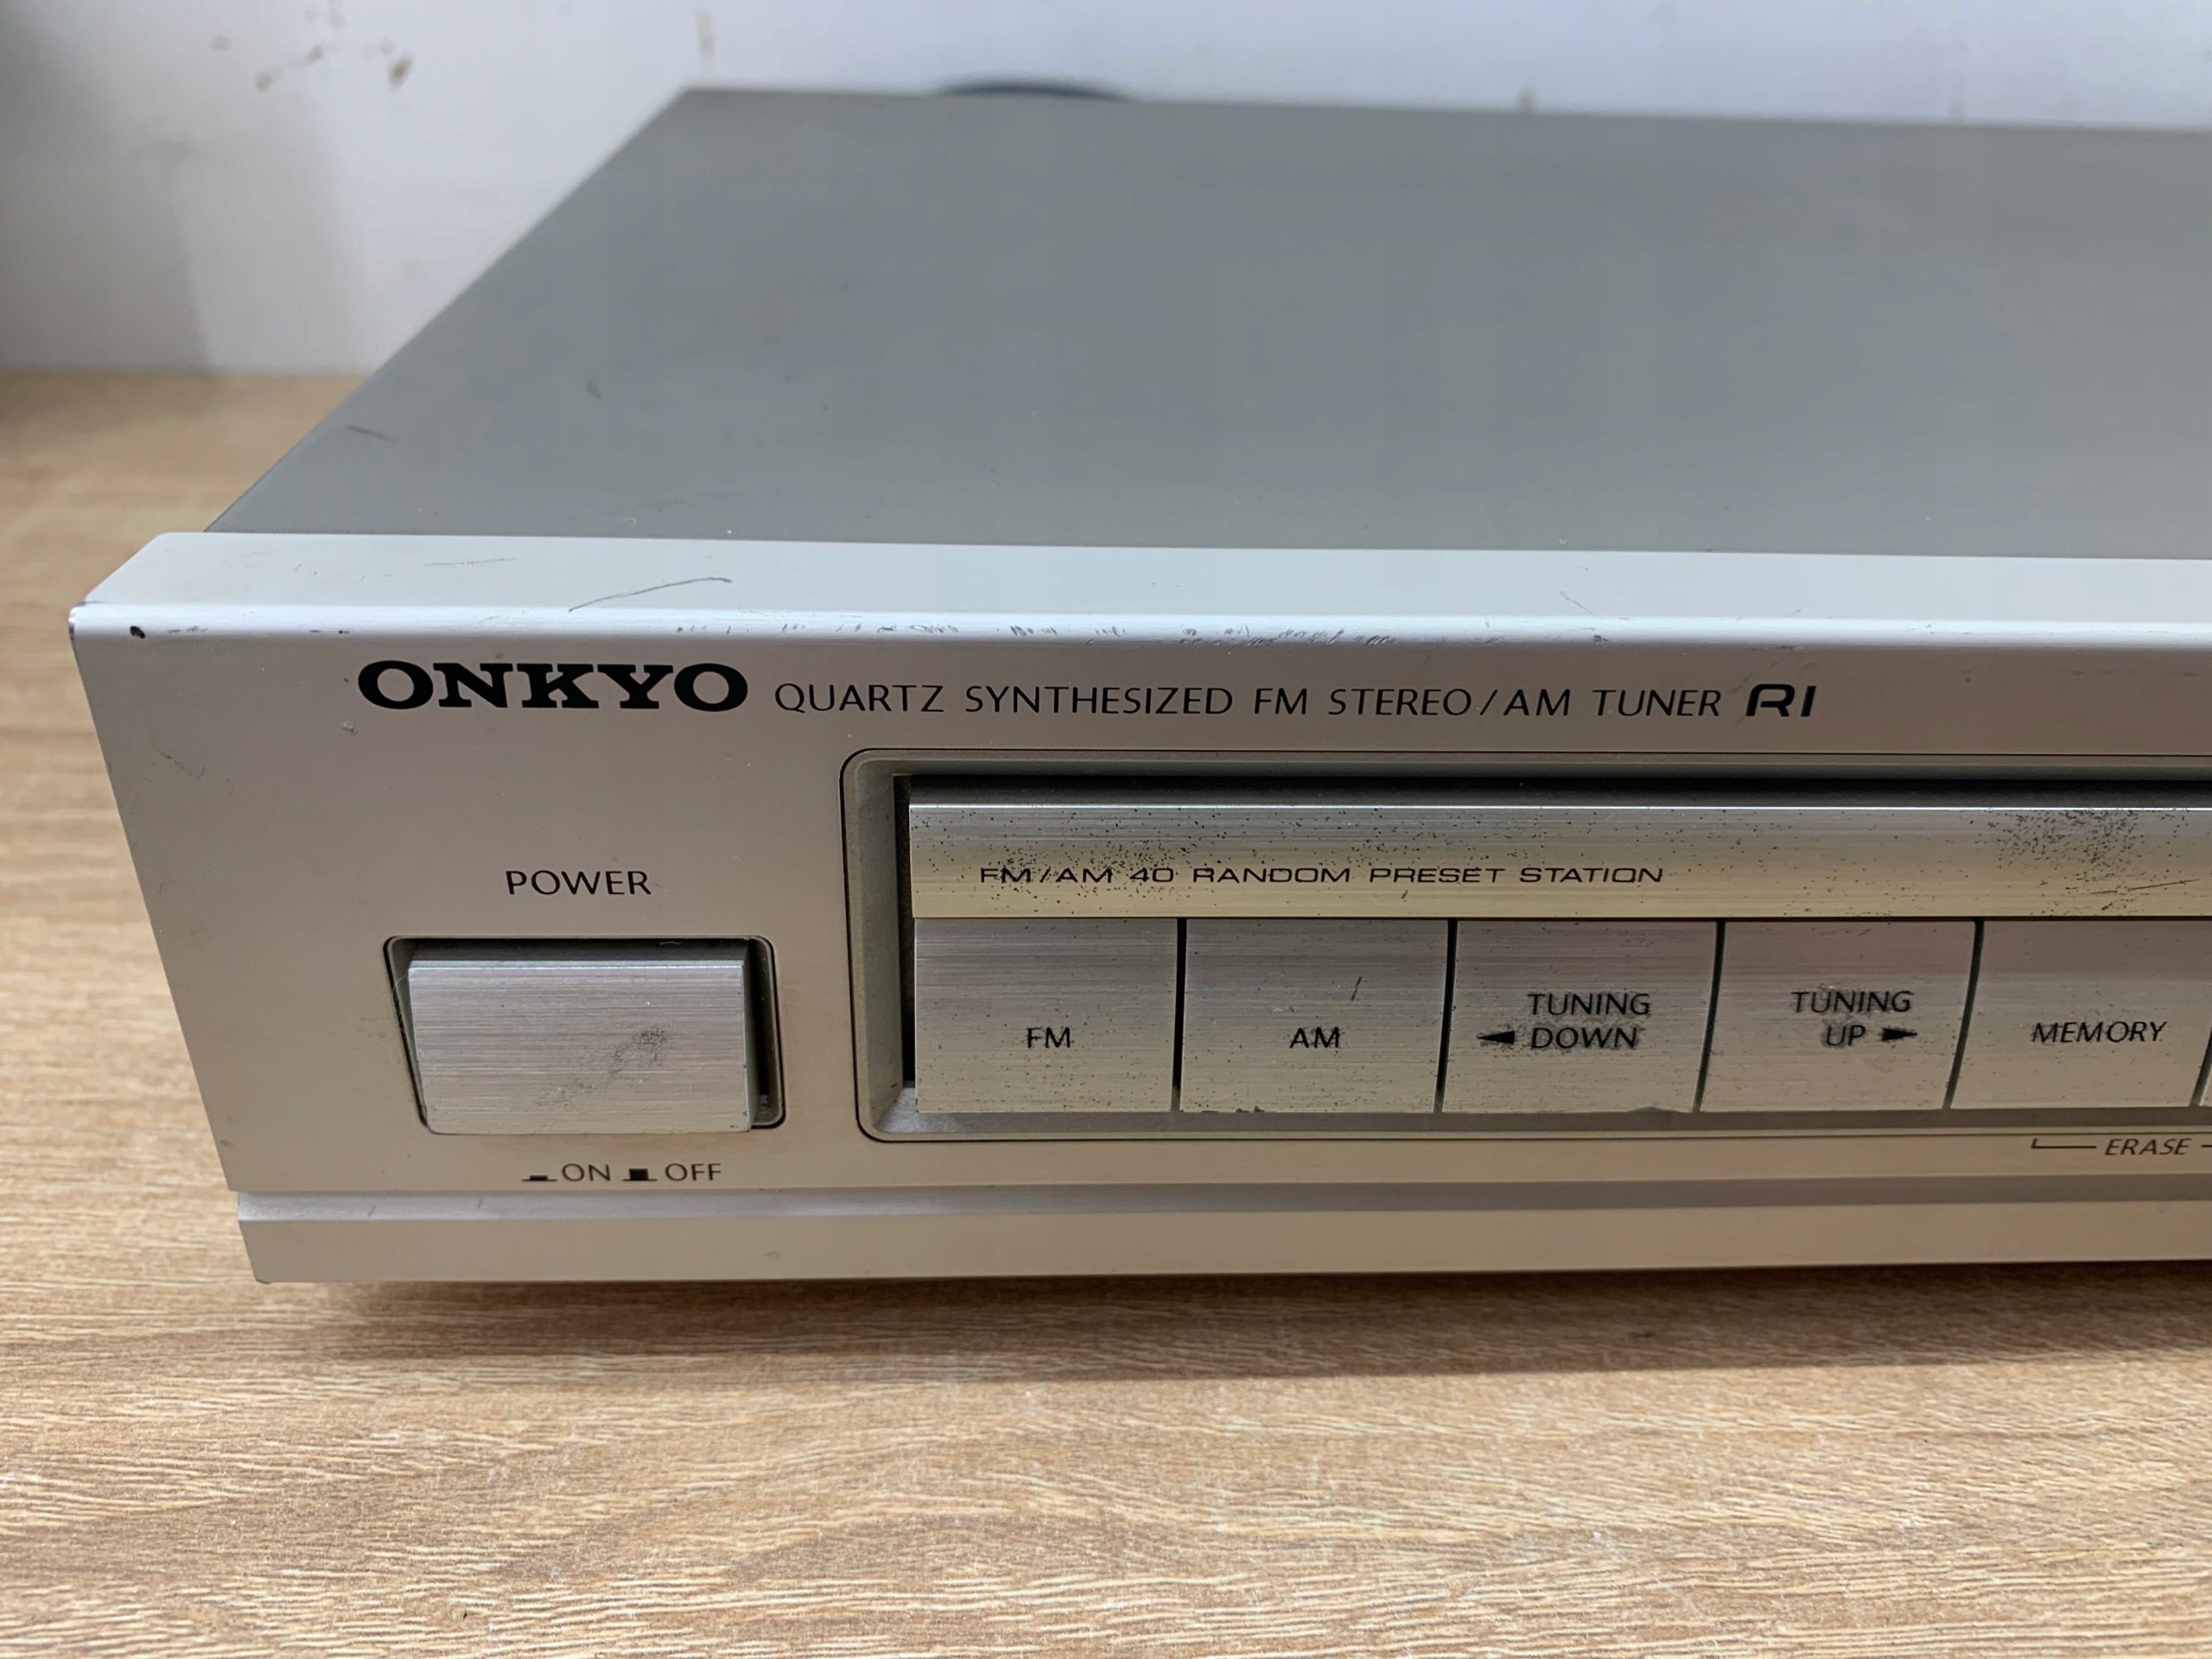 ONKYO QUARTZ SYNTHESIZED FM STEREO/AM TUNER RI
FM/AM 40 RANDOM PRESET STATION
POWER
FM
AM
TUNING
◄ DOWN
TUNING
UP ►
MEMORY
ERASE
ON OFF